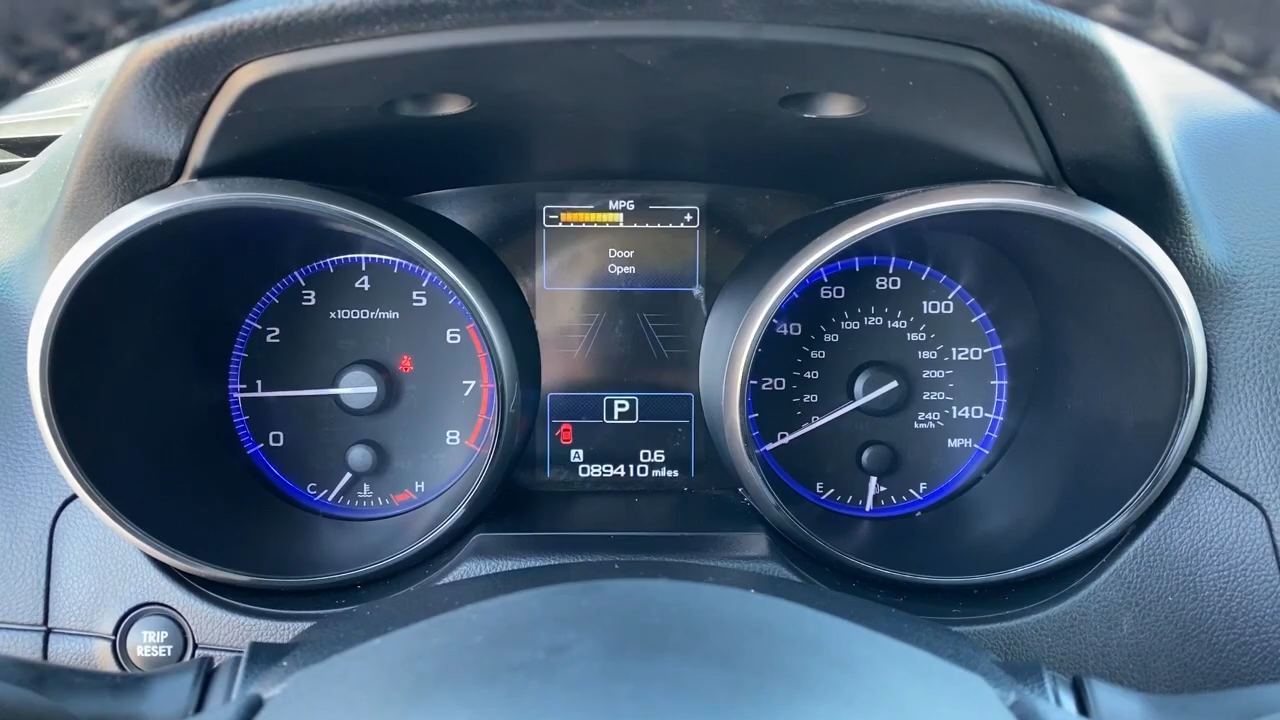 MPG
− +
Door
Open
P
A 0.6
089410 miles
0 1 2 3 4 5 6 7 8
x1000r/min
C H
0 20 40 60 80 100 120 140
MPH
0 20 40 60 80 100 120 140 160 180 200 220 240
km/h
E F
TRIP
RESET